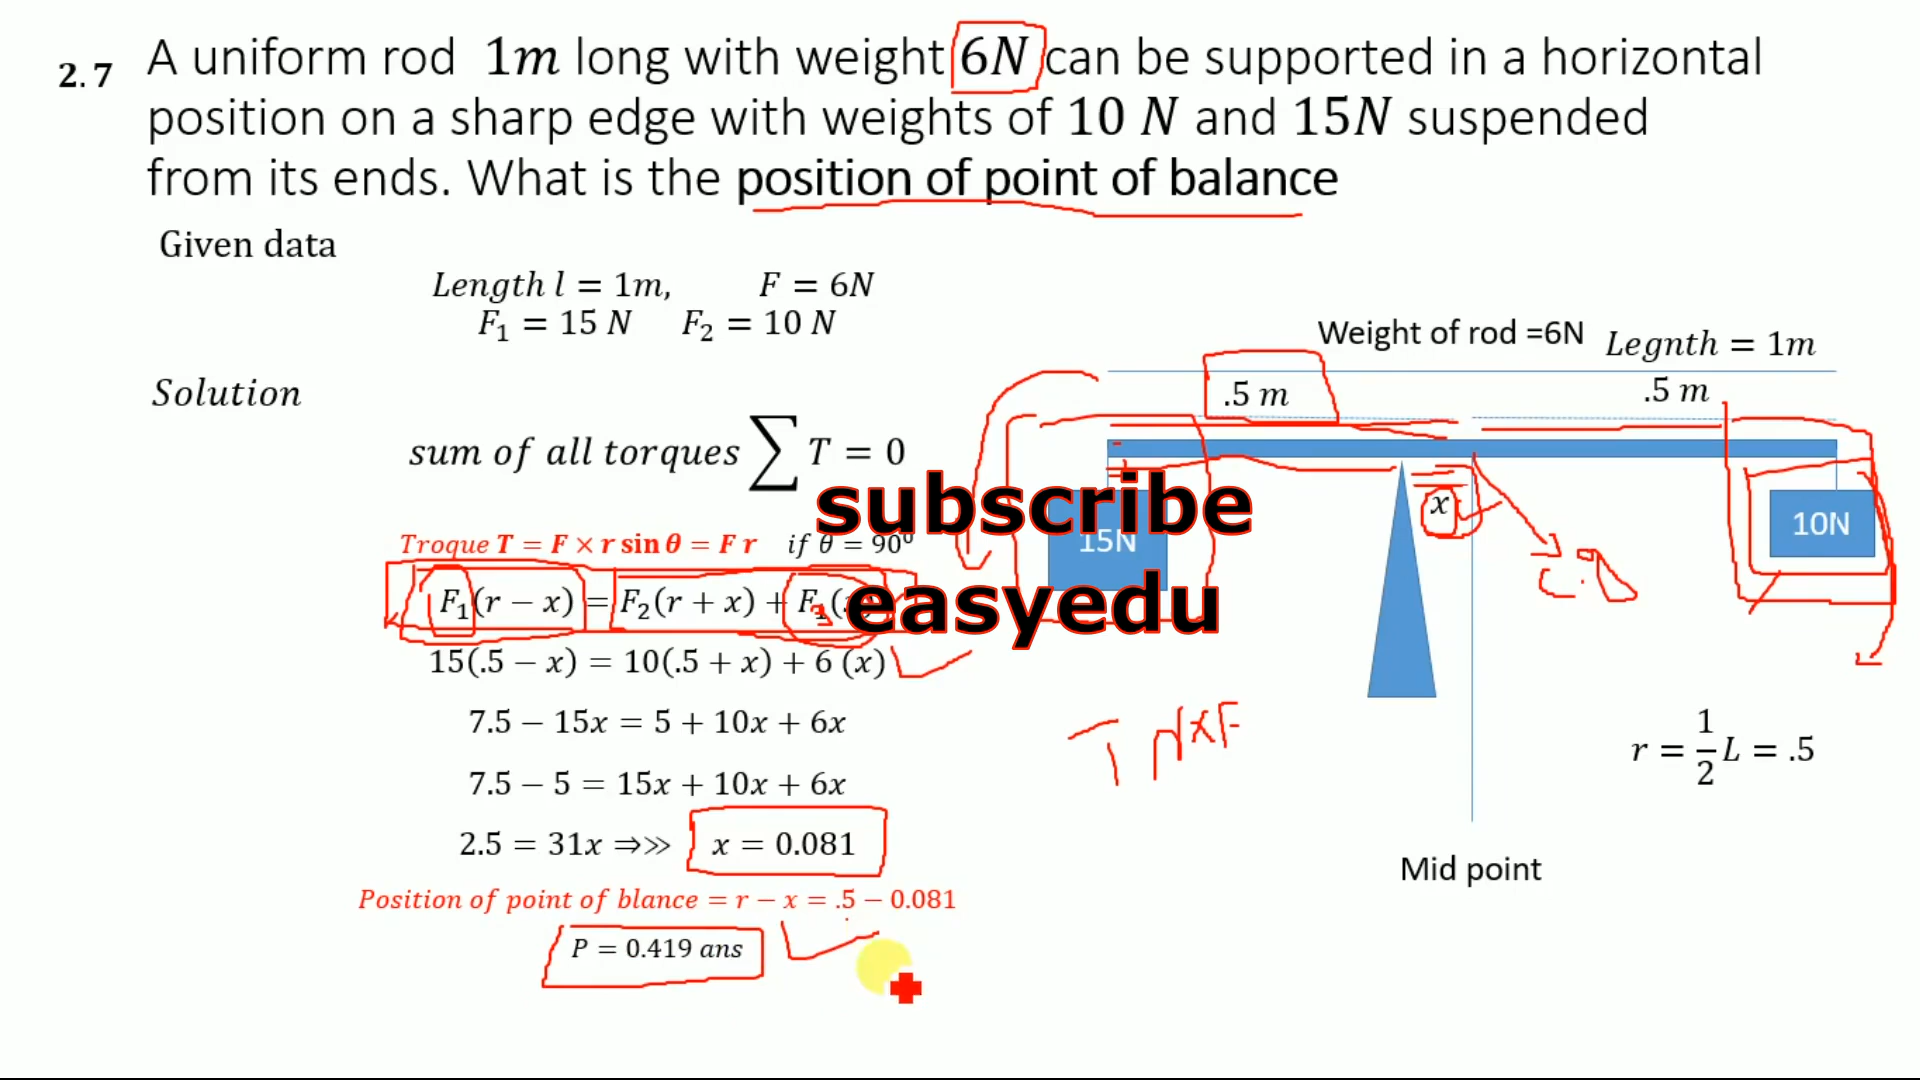 2.7 A uniform rod 1m long with weight 6N can be supported in a horizontal
position on a sharp edge with weights of 10 N and 15N suspended
from its ends. What is the position of point of balance
Given data
Length l = 1m, F = 6N
F₁ = 15 N F₂ = 10 N
Weight of rod =6N Legnth = 1m
.5 m .5 m
Solution
sum of all torques ∑ T = 0
subscribe
x
15N
10N
Troque T = F × r sin θ = F r if θ = 90⁰
easyedu
F₁(r − x) = F₂(r + x) +
15(.5 − x) = 10(.5 + x) + 6 (x)
T r×F
7.5 − 15x = 5 + 10x + 6x
r = 1/2 L = .5
7.5 − 5 = 15x + 10x + 6x
2.5 = 31x ⇒≫ x = 0.081
Mid point
Position of point of blance = r − x = .5 − 0.081
P = 0.419 ans